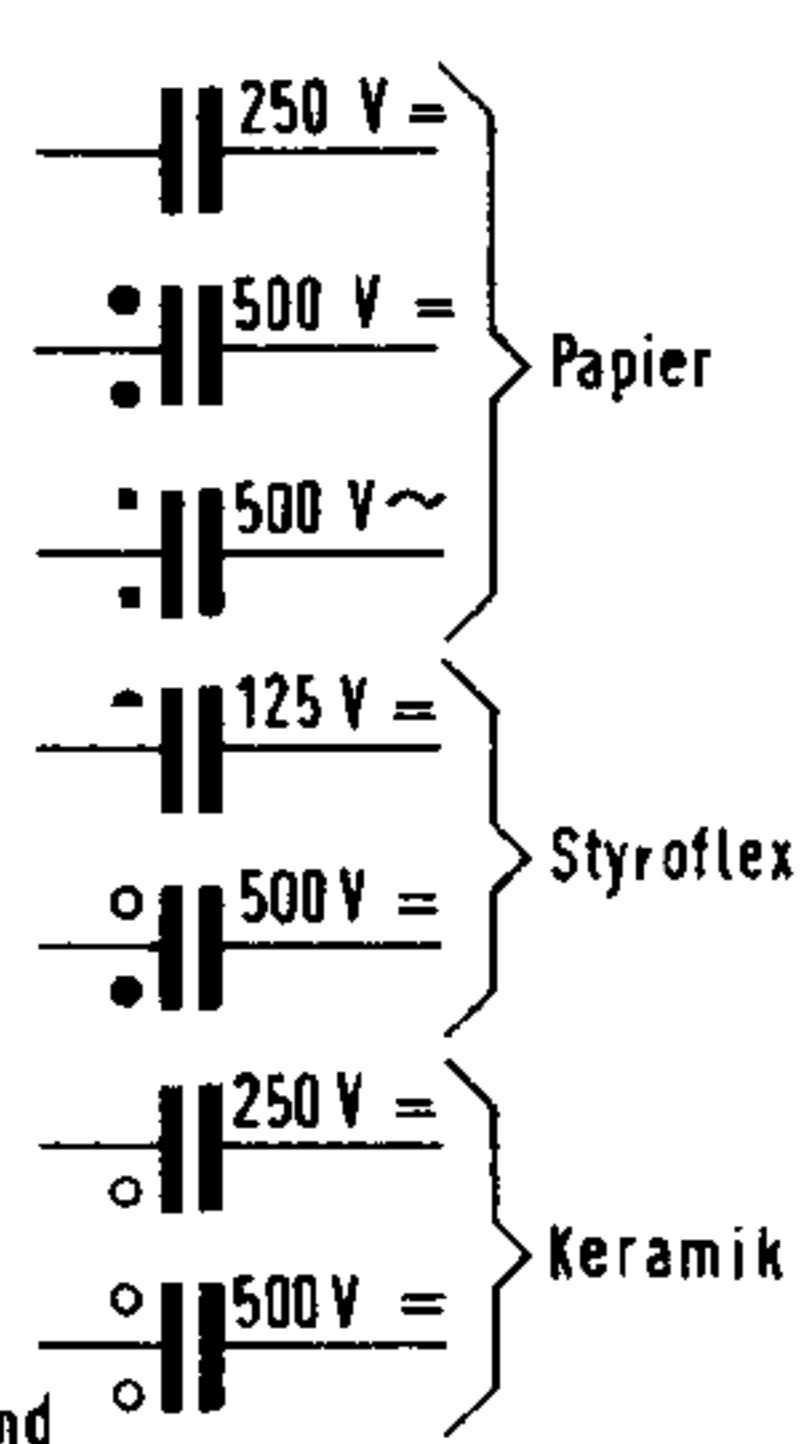 250 V =
500 V =
500 V ~
Papier
125 V =
500 V =
Styroflex
250 V =
500 V =
Keramik